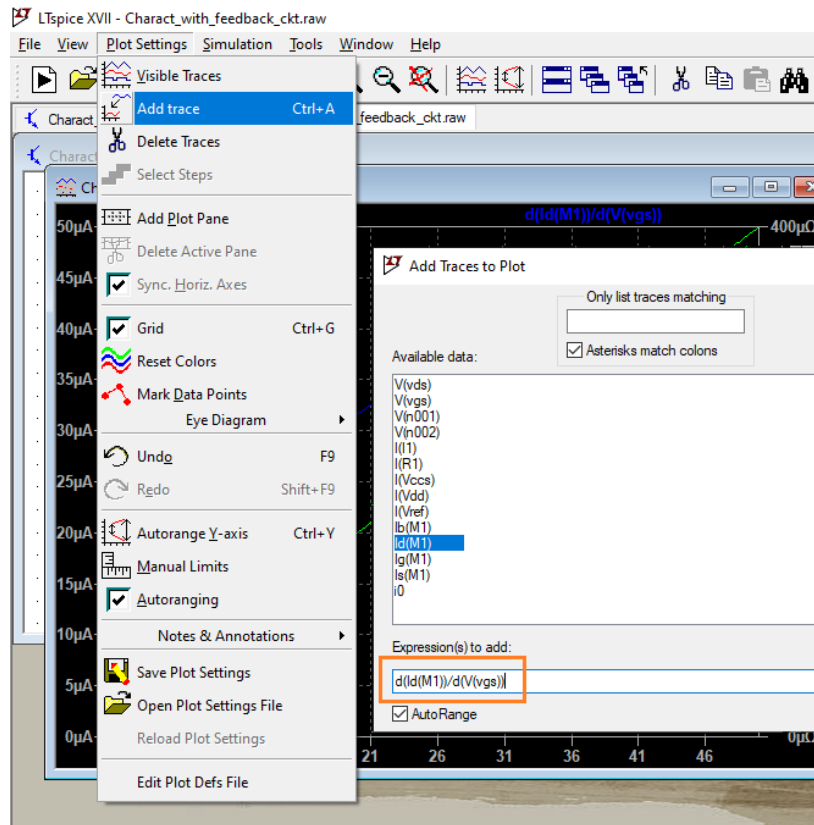 LTspice XVII - Charact_with_feedback_ckt.raw
File View Plot Settings Simulation Tools Window Help
Visible Traces
Add trace Ctrl+A
Delete Traces
Select Steps
Add Plot Pane
Delete Active Pane
Sync. Horiz. Axes
Grid Ctrl+G
Reset Colors
Mark Data Points
Eye Diagram
Undo F9
Redo Shift+F9
Autorange Y-axis Ctrl+Y
Manual Limits
Autoranging
Notes & Annotations
Save Plot Settings
Open Plot Settings File
Reload Plot Settings
Edit Plot Defs File
Charact_
feedback_ckt.raw
Charact
Ch
d(Id(M1))/d(V(vgs))
50µA
45µA
40µA
35µA
30µA
25µA
20µA
15µA
10µA
5µA
0µA
400µΩ
0µ
21 26 31 36 41 46
Add Traces to Plot
Only list traces matching
Asterisks match colons
Available data:
V(vds)
V(vgs)
V(n001)
V(n002)
I(I1)
I(R1)
I(Vccs)
I(Vdd)
I(Vref)
Ib(M1)
Id(M1)
Ig(M1)
Is(M1)
i0
Expression(s) to add:
d(Id(M1))/d(V(vgs))
AutoRange